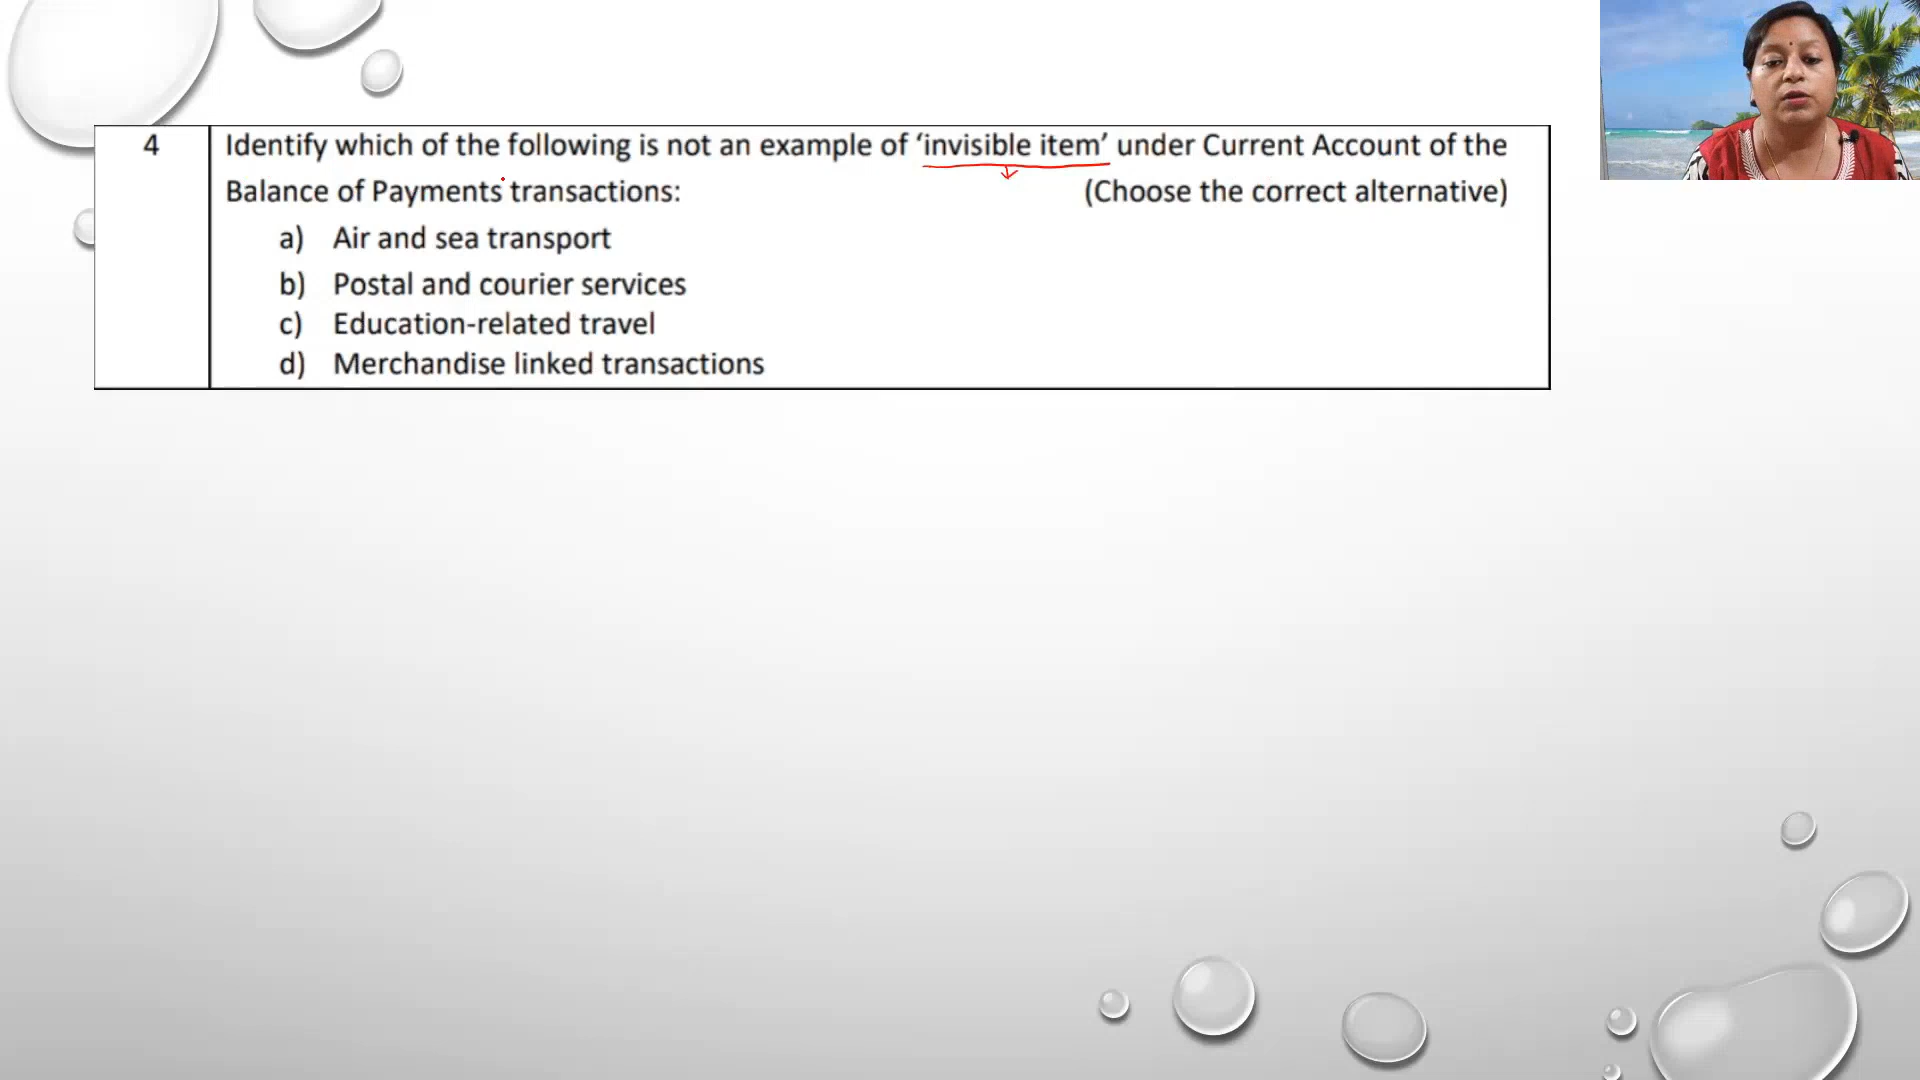 4 Identify which of the following is not an example of ‘invisible item’ under Current Account of the
Balance of Payments transactions: (Choose the correct alternative)
a) Air and sea transport
b) Postal and courier services
c) Education-related travel
d) Merchandise linked transactions